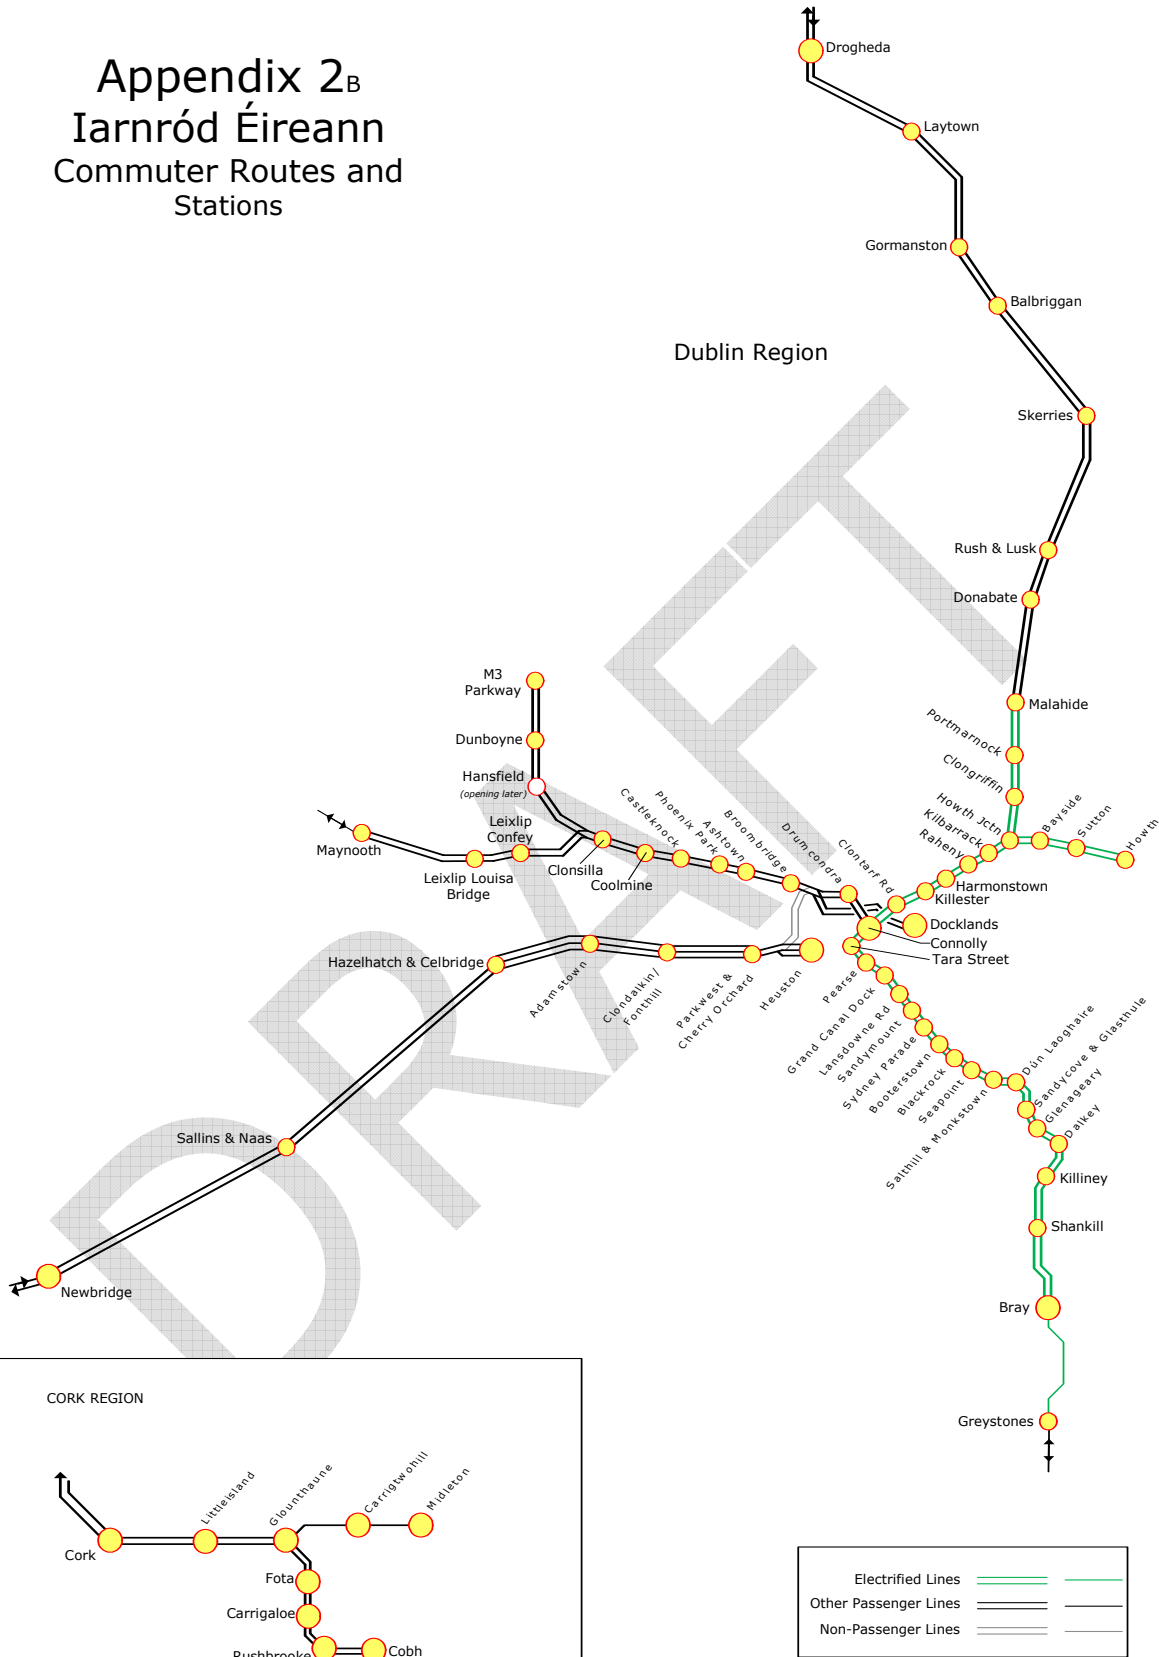 Appendix 2B
Iarnród Éireann
Commuter Routes and
Stations
Drogheda
Laytown
Gormanston
Balbriggan
Dublin Region
Skerries
Rush & Lusk
Donabate
M3
Parkway
Malahide
Portmarnock
Dunboyne
Clongriffin
Hansfield
(opening later)
Howth Jctn
Bayside
Sutton
Howth
Kilbarrack
Raheny
Harmonstown
Killester
Clontarf Rd
Drumcondra
Broombridge
Ashtown
Phoenix Park
Castleknock
Coolmine
Clonsilla
Leixlip
Confey
Leixlip Louisa
Bridge
Maynooth
Docklands
Connolly
Tara Street
Hazelhatch & Celbridge
Adamstown
Clondalkin/
Fonthill
Parkwest &
Cherry Orchard
Heuston
Pearse
Grand Canal Dock
Lansdowne Rd
Sandymount
Sydney Parade
Booterstown
Blackrock
Seapoint
Salthill & Monkstown
Dún Laoghaire
Sandycove & Glasthule
Glenageary
Dalkey
Killiney
Shankill
Bray
Greystones
Sallins & Naas
Newbridge
DRAFT
CORK REGION
Cork
Littleisland
Glounthaune
Carrigtwohill
Midleton
Fota
Carrigaloe
Rushbrooke
Cobh
Electrified Lines
Other Passenger Lines
Non-Passenger Lines